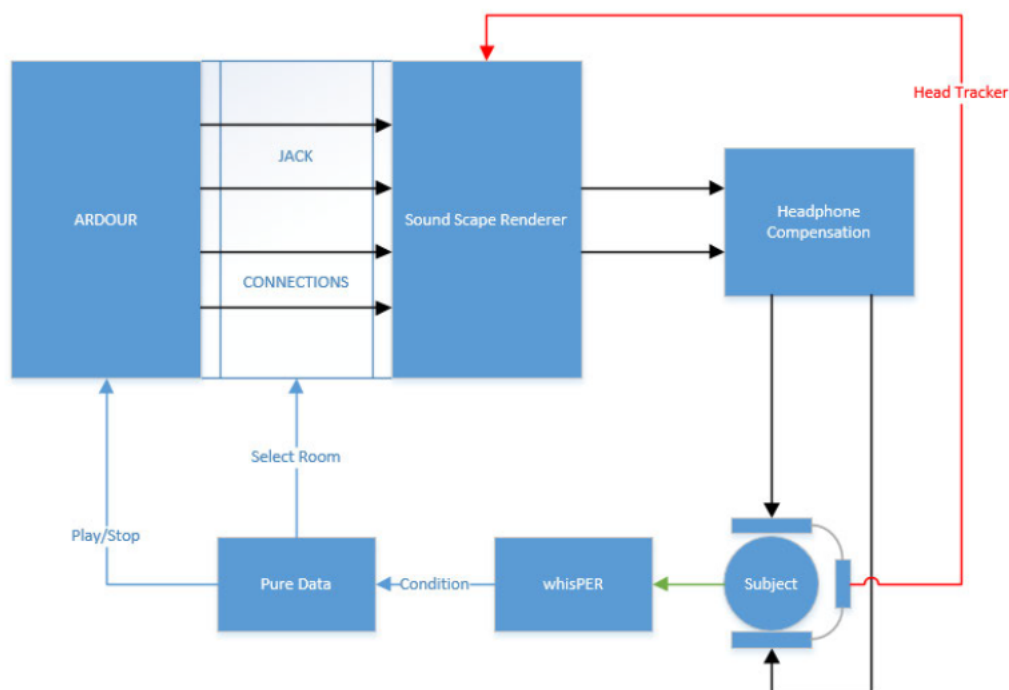 Head Tracker
JACK
ARDOUR
Sound Scape Renderer
Headphone
Compensation
CONNECTIONS
Select Room
Play/Stop
Pure Data
Condition
whisPER
Subject